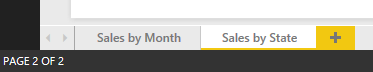 Sales by Month Sales by State +
PAGE 2 OF 2